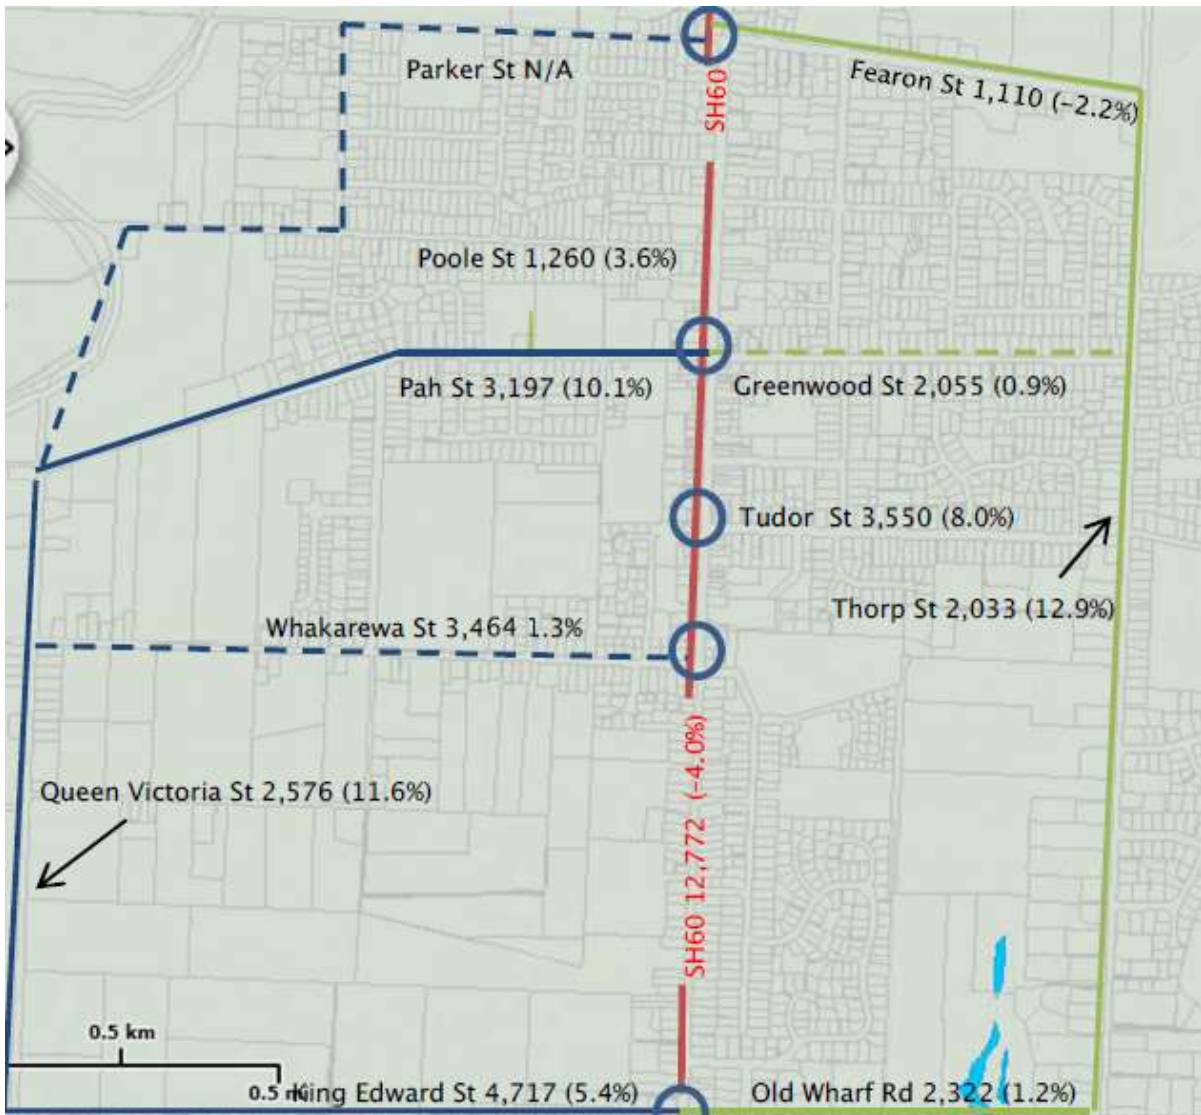 Parker St N/A
SH60
Fearon St 1,110 (-2.2%)
Poole St 1,260 (3.6%)
Pah St 3,197 (10.1%)
Greenwood St 2,055 (0.9%)
Tudor St 3,550 (8.0%)
Thorp St 2,033 (12.9%)
Whakarewa St 3,464 1.3%
SH60 12,772 (-4.0%)
Queen Victoria St 2,576 (11.6%)
0.5 km
0.5 mi
King Edward St 4,717 (5.4%)
Old Wharf Rd 2,322 (1.2%)